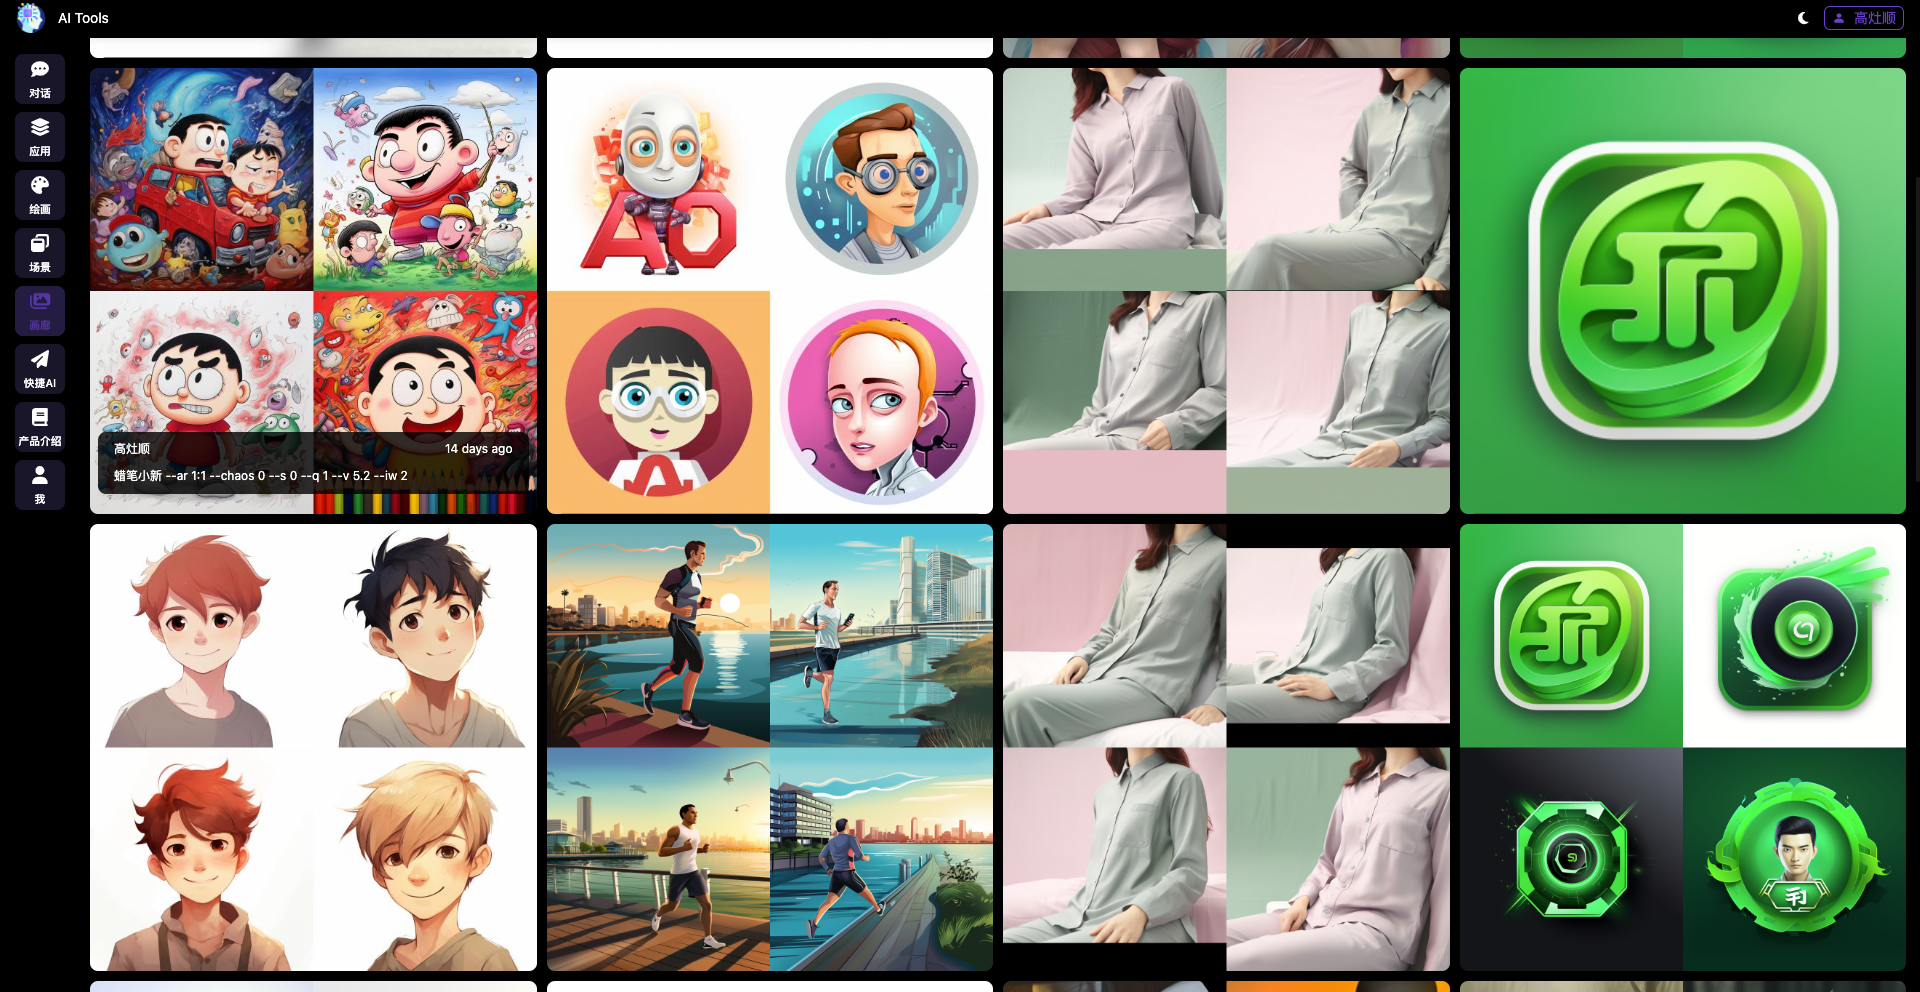 AI Tools
高灶顺
对话
应用
绘画
场景
画廊
快捷AI
产品介绍
我
高灶顺
14 days ago
蜡笔小新 --ar 1:1 --chaos 0 --s 0 --q 1 --v 5.2 --iw 2
AO
A